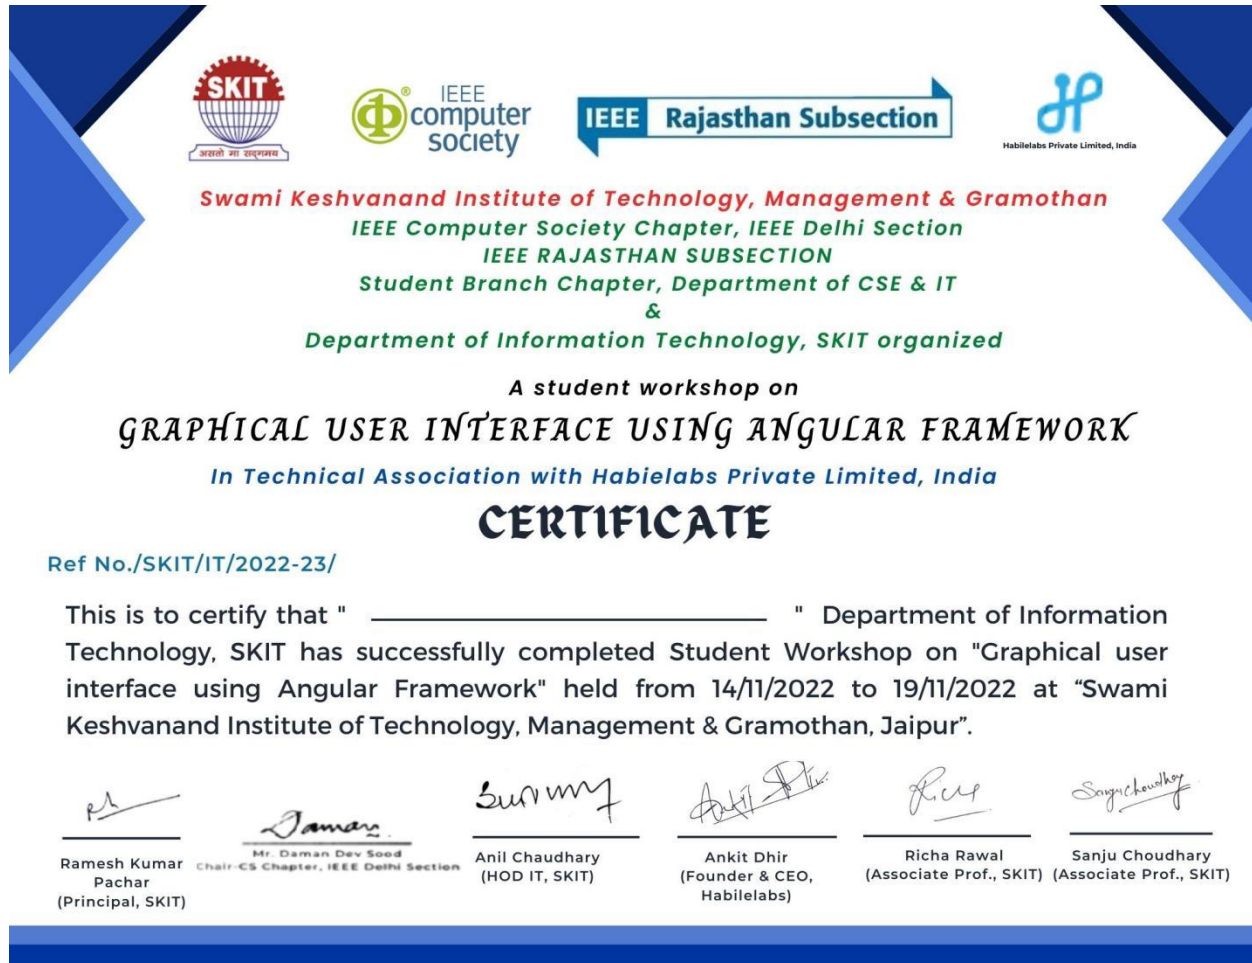 SKIT
असतो मा सद्गमय
IEEE
computer
society
IEEE Rajasthan Subsection
Habilelabs Private Limited, India
Swami Keshvanand Institute of Technology, Management & Gramothan
IEEE Computer Society Chapter, IEEE Delhi Section
IEEE RAJASTHAN SUBSECTION
Student Branch Chapter, Department of CSE & IT
&
Department of Information Technology, SKIT organized
A student workshop on
GRAPHICAL USER INTERFACE USING ANGULAR FRAMEWORK
In Technical Association with Habielabs Private Limited, India
CERTIFICATE
Ref No./SKIT/IT/2022-23/
This is to certify that " ____________________ " Department of Information
Technology, SKIT has successfully completed Student Workshop on "Graphical user
interface using Angular Framework" held from 14/11/2022 to 19/11/2022 at “Swami
Keshvanand Institute of Technology, Management & Gramothan, Jaipur”.
Daman
Richa
Sanjuchoudhary
Ramesh Kumar
Pachar
(Principal, SKIT)
Mr. Daman Dev Sood
Chair-CS Chapter, IEEE Delhi Section
Anil Chaudhary
(HOD IT, SKIT)
Ankit Dhir
(Founder & CEO,
Habilelabs)
Richa Rawal
(Associate Prof., SKIT)
Sanju Choudhary
(Associate Prof., SKIT)